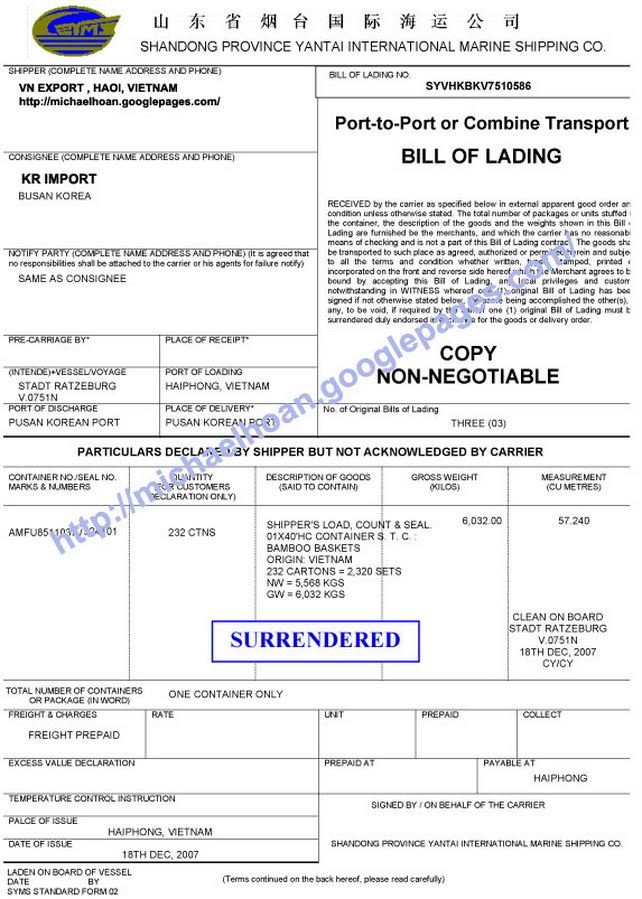 SYMS
山东省烟台国际海运公司
SHANDONG PROVINCE YANTAI INTERNATIONAL MARINE SHIPPING CO.
SHIPPER (COMPLETE NAME ADDRESS AND PHONE)
VN EXPORT , HAOI, VIETNAM
http://michaelhoan.googlepages.com/
BILL OF LADING NO.
SYVHKBKV7510586
Port-to-Port or Combine Transport
BILL OF LADING
CONSIGNEE (COMPLETE NAME ADDRESS AND PHONE)
KR IMPORT
BUSAN KOREA
RECEIVED by the carrier as specified below in external apparent good order an
condition unless otherwise stated. The total number of packages or units stuffed i
the container, the description of the goods and the weights shown in this Bill
Lading are furnished be the merchants, and which the carrier has no reasonabl
means of checking and is not a part of this Bill of Lading contract. The goods sha
be transported to such place as agreed, authorized or permitted herein and subje
to all the terms and condition whether written, typed, stamped, printed
incorporated on the front and reverse side hereof which the Merchant agrees to b
bound by accepting this Bill of Lading, any local privileges and custom
notwithstanding in WITNESS whereof one (1) original Bill of Lading has bee
signed if not otherwise stated below, the same being accomplished the other(s),
any, to be void, if required by the carrier one (1) original Bill of Lading must b
surrendered duly endorsed in exchange for the goods or delivery order.
NOTIFY PARTY (COMPLETE NAME ADDRESS AND PHONE) (It is agreed that
no responsibilities shall be attached to the carrier or his agents for failure notify)
SAME AS CONSIGNEE
PRE-CARRIAGE BY*
PLACE OF RECEIPT*
(INTENDE)+VESSEL/VOYAGE
STADT RATZEBURG
V.0751N
PORT OF LOADING
HAIPHONG, VIETNAM
COPY
NON-NEGOTIABLE
PORT OF DISCHARGE
PUSAN KOREAN PORT
PLACE OF DELIVERY*
PUSAN KOREAN PORT
No. of Original Bills of Lading
THREE (03)
PARTICULARS DECLARED BY SHIPPER BUT NOT ACKNOWLEDGED BY CARRIER
CONTAINER NO./SEAL NO.
MARKS & NUMBERS
QUANTITY
(FOR CUSTOMERS
DECLARATION ONLY)
DESCRIPTION OF GOODS
(SAID TO CONTAIN)
GROSS WEIGHT
(KILOS)
MEASUREMENT
(CU METRES)
232 CTNS
SHIPPER'S LOAD, COUNT & SEAL.
01X40'HC CONTAINER S. T. C. :
BAMBOO BASKETS
ORIGIN: VIETNAM
232 CARTONS = 2,320 SETS
NW = 5,568 KGS
GW = 6,032 KGS
6,032.00
57.240
CLEAN ON BOARD
STADT RATZEBURG
V.0751N
18TH DEC, 2007
CY/CY
SURRENDERED
http://michaelhoan.googlepages.com/
TOTAL NUMBER OF CONTAINERS
OR PACKAGE (IN WORD)
ONE CONTAINER ONLY
FREIGHT & CHARGES
RATE
UNIT
PREPAID
COLLECT
FREIGHT PREPAID
EXCESS VALUE DECLARATION
PREPAID AT
PAYABLE AT
HAIPHONG
TEMPERATURE CONTROL INSTRUCTION
SIGNED BY / ON BEHALF OF THE CARRIER
PALCE OF ISSUE
HAIPHONG, VIETNAM
DATE OF ISSUE
18TH DEC, 2007
SHANDONG PROVINCE YANTAI INTERNATIONAL MARINE SHIPPING CO.
LADEN ON BOARD OF VESSEL
DATE BY
SYMS STANDARD FORM 02
(Terms continued on the back hereof, please read carefully)